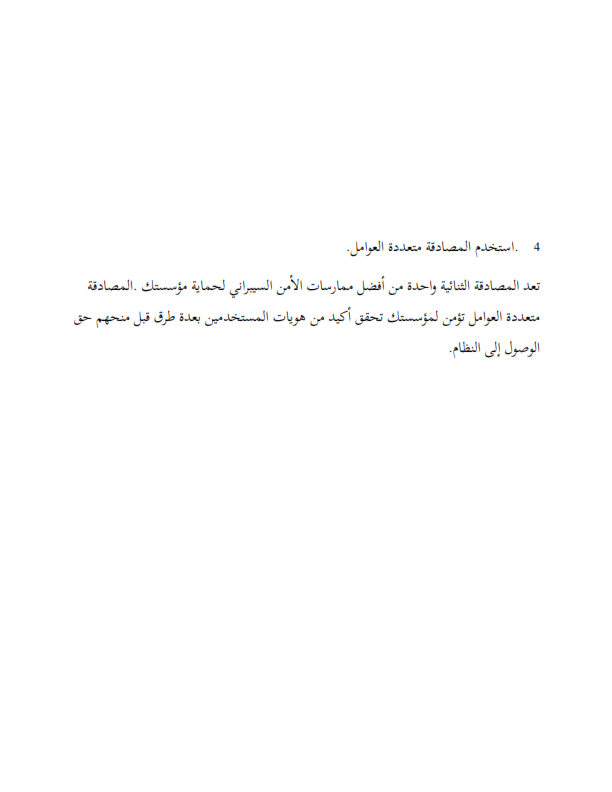 4 .استخدم المصادقة متعددة العوامل.
تعد المصادقة الثنائية واحدة من أفضل ممارسات الأمن السيبراني لحماية مؤسستك .المصادقة
متعددة العوامل تؤمن لمؤسستك تحقق أكيد من هويات المستخدمين بعدة طرق قبل منحهم حق
الوصول إلى النظام.